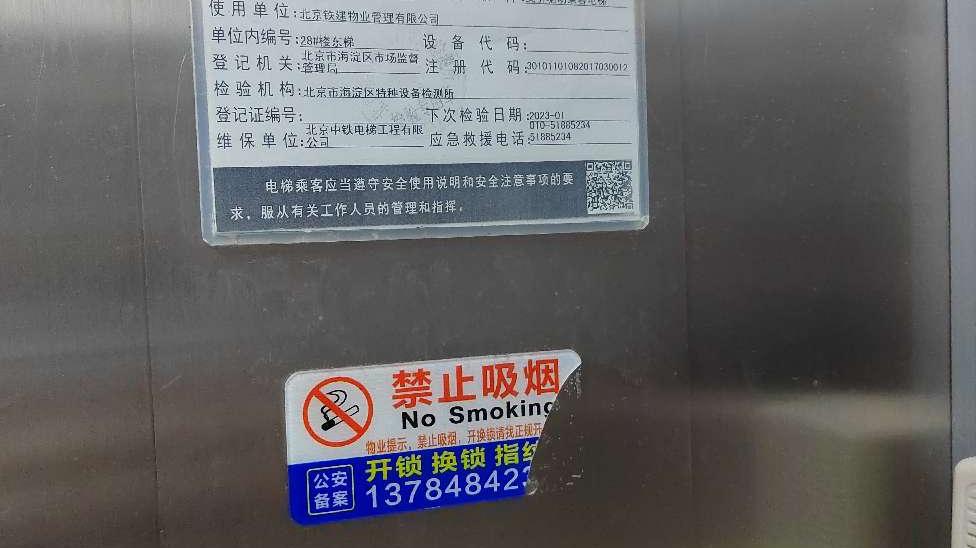 使用单位:北京铁建物业管理有限公司
单位内编号:28#楼东梯 设备代码:
登记机关:北京市海淀区市场监督管理局 注册代码:30101101082017030012
检验机构:北京市海淀区特种设备检测所
登记证编号: 下次检验日期:2023-01
维保单位:北京中铁电梯工程有限公司 应急救援电话:010-51885234
51885234
电梯乘客应当遵守安全使用说明和安全注意事项的要
求,服从有关工作人员的管理和指挥。
禁止吸烟
No Smoking
物业提示,禁止吸烟,开换锁请找正规开
公安
备案
开锁 换锁 指纹
137848423